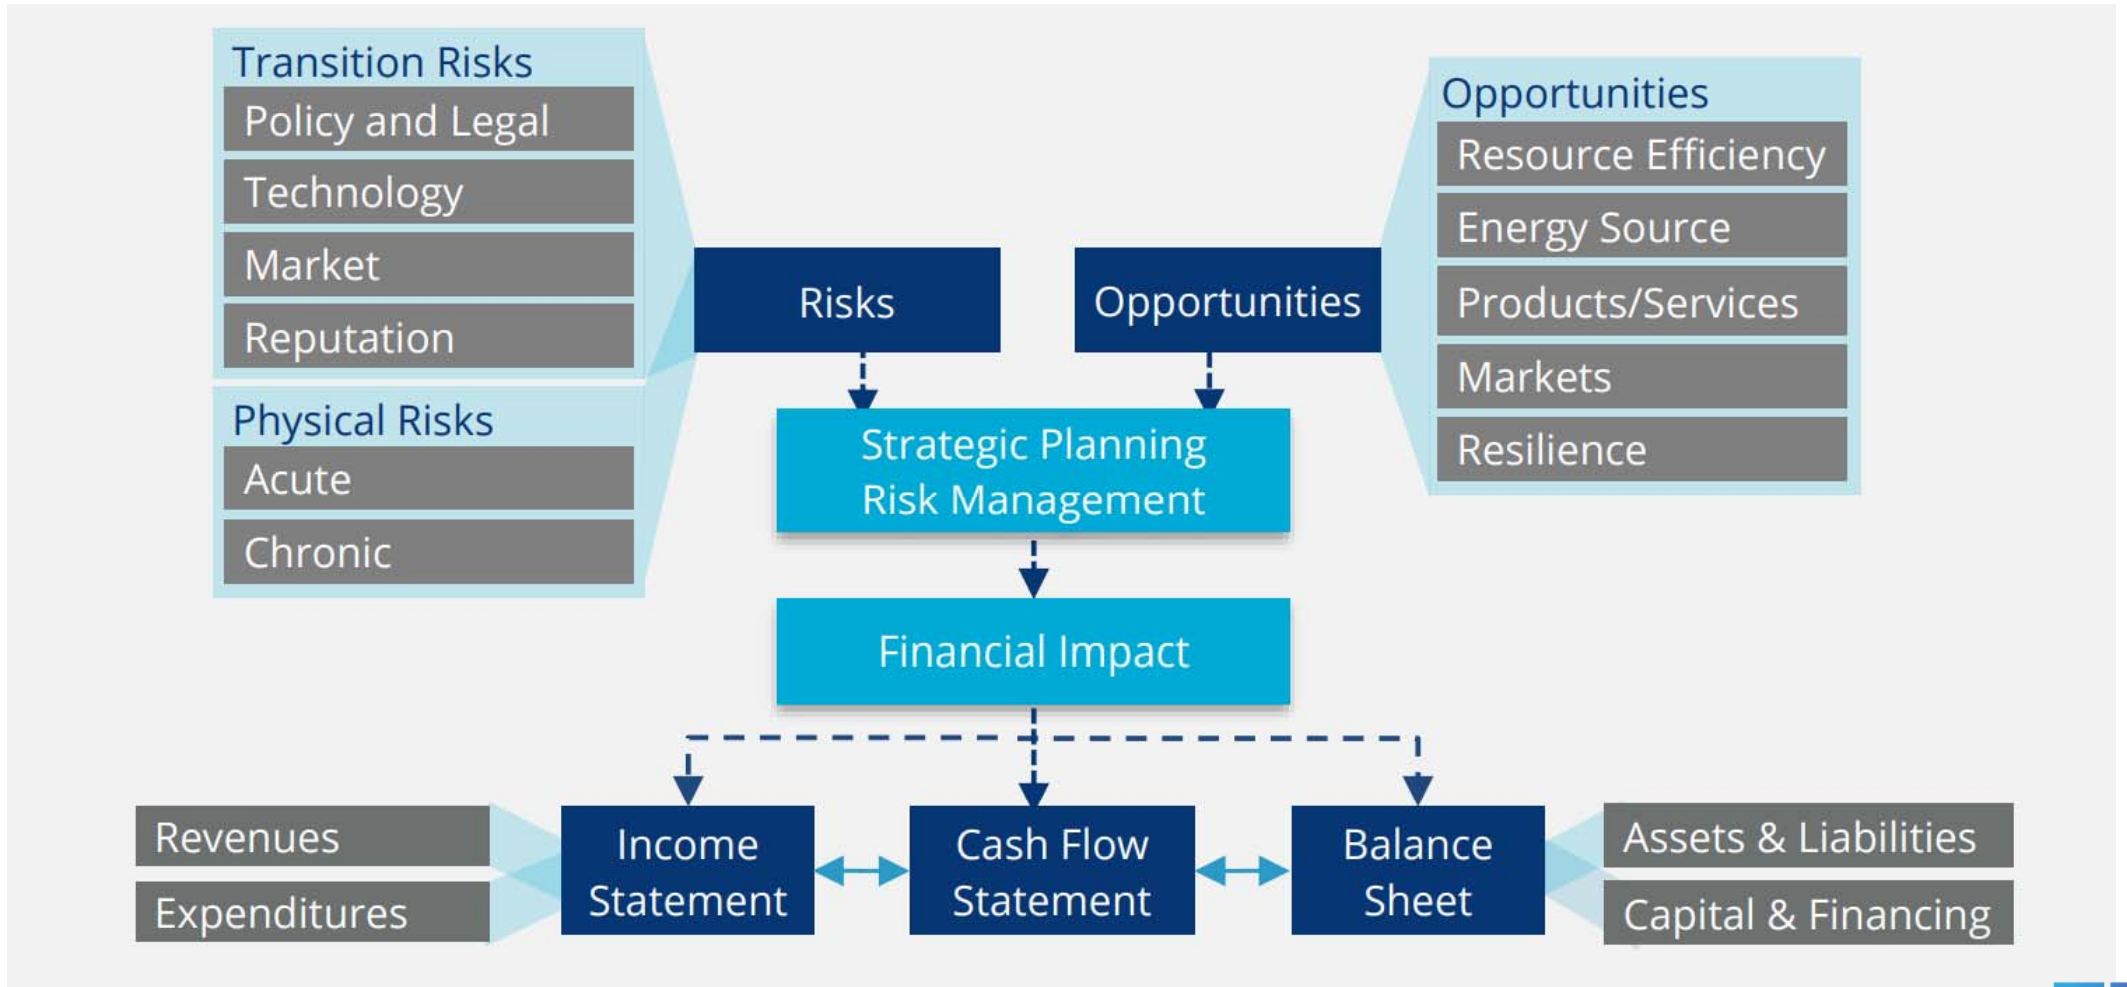 Transition Risks
Policy and Legal
Technology
Market
Reputation
Physical Risks
Acute
Chronic
Risks
Opportunities
Opportunities
Resource Efficiency
Energy Source
Products/Services
Markets
Resilience
Strategic Planning
Risk Management
Financial Impact
Revenues
Expenditures
Income
Statement
Cash Flow
Statement
Balance
Sheet
Assets & Liabilities
Capital & Financing